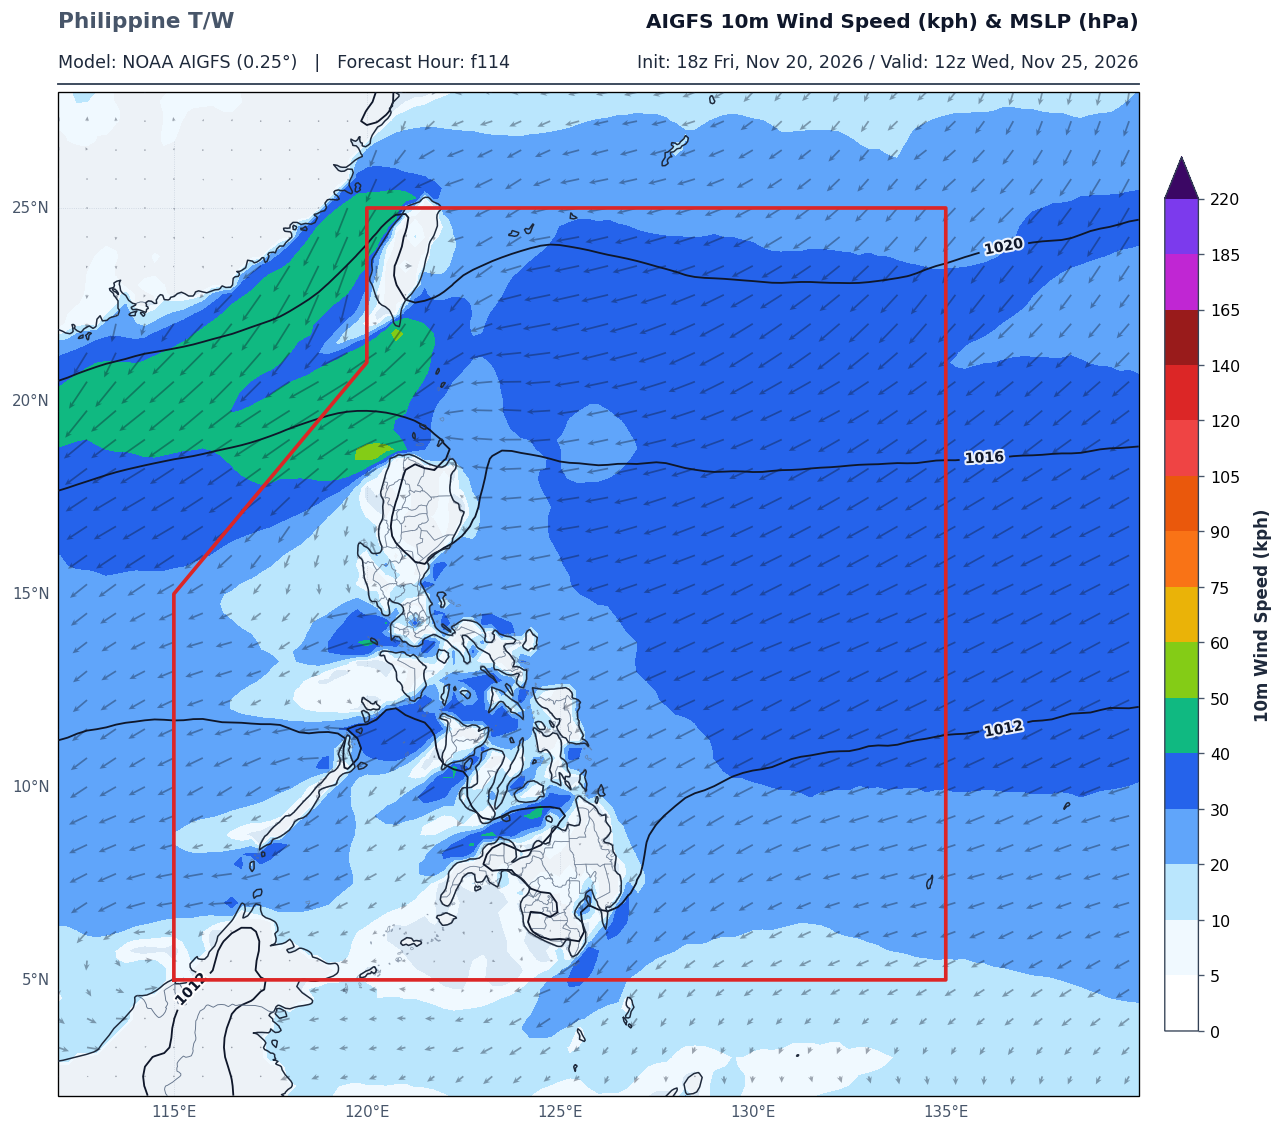 Philippine T/W
AIGFS 10m Wind Speed (kph) & MSLP (hPa)
Model: NOAA AIGFS (0.25°) | Forecast Hour: f114
Init: 18z Fri, Nov 20, 2026 / Valid: 12z Wed, Nov 25, 2026
25°N
20°N
15°N
10°N
5°N
115°E
120°E
125°E
130°E
135°E
1020
1016
1012
1012
220
185
165
140
120
105
90
75
60
50
40
30
20
10
5
0
10m Wind Speed (kph)